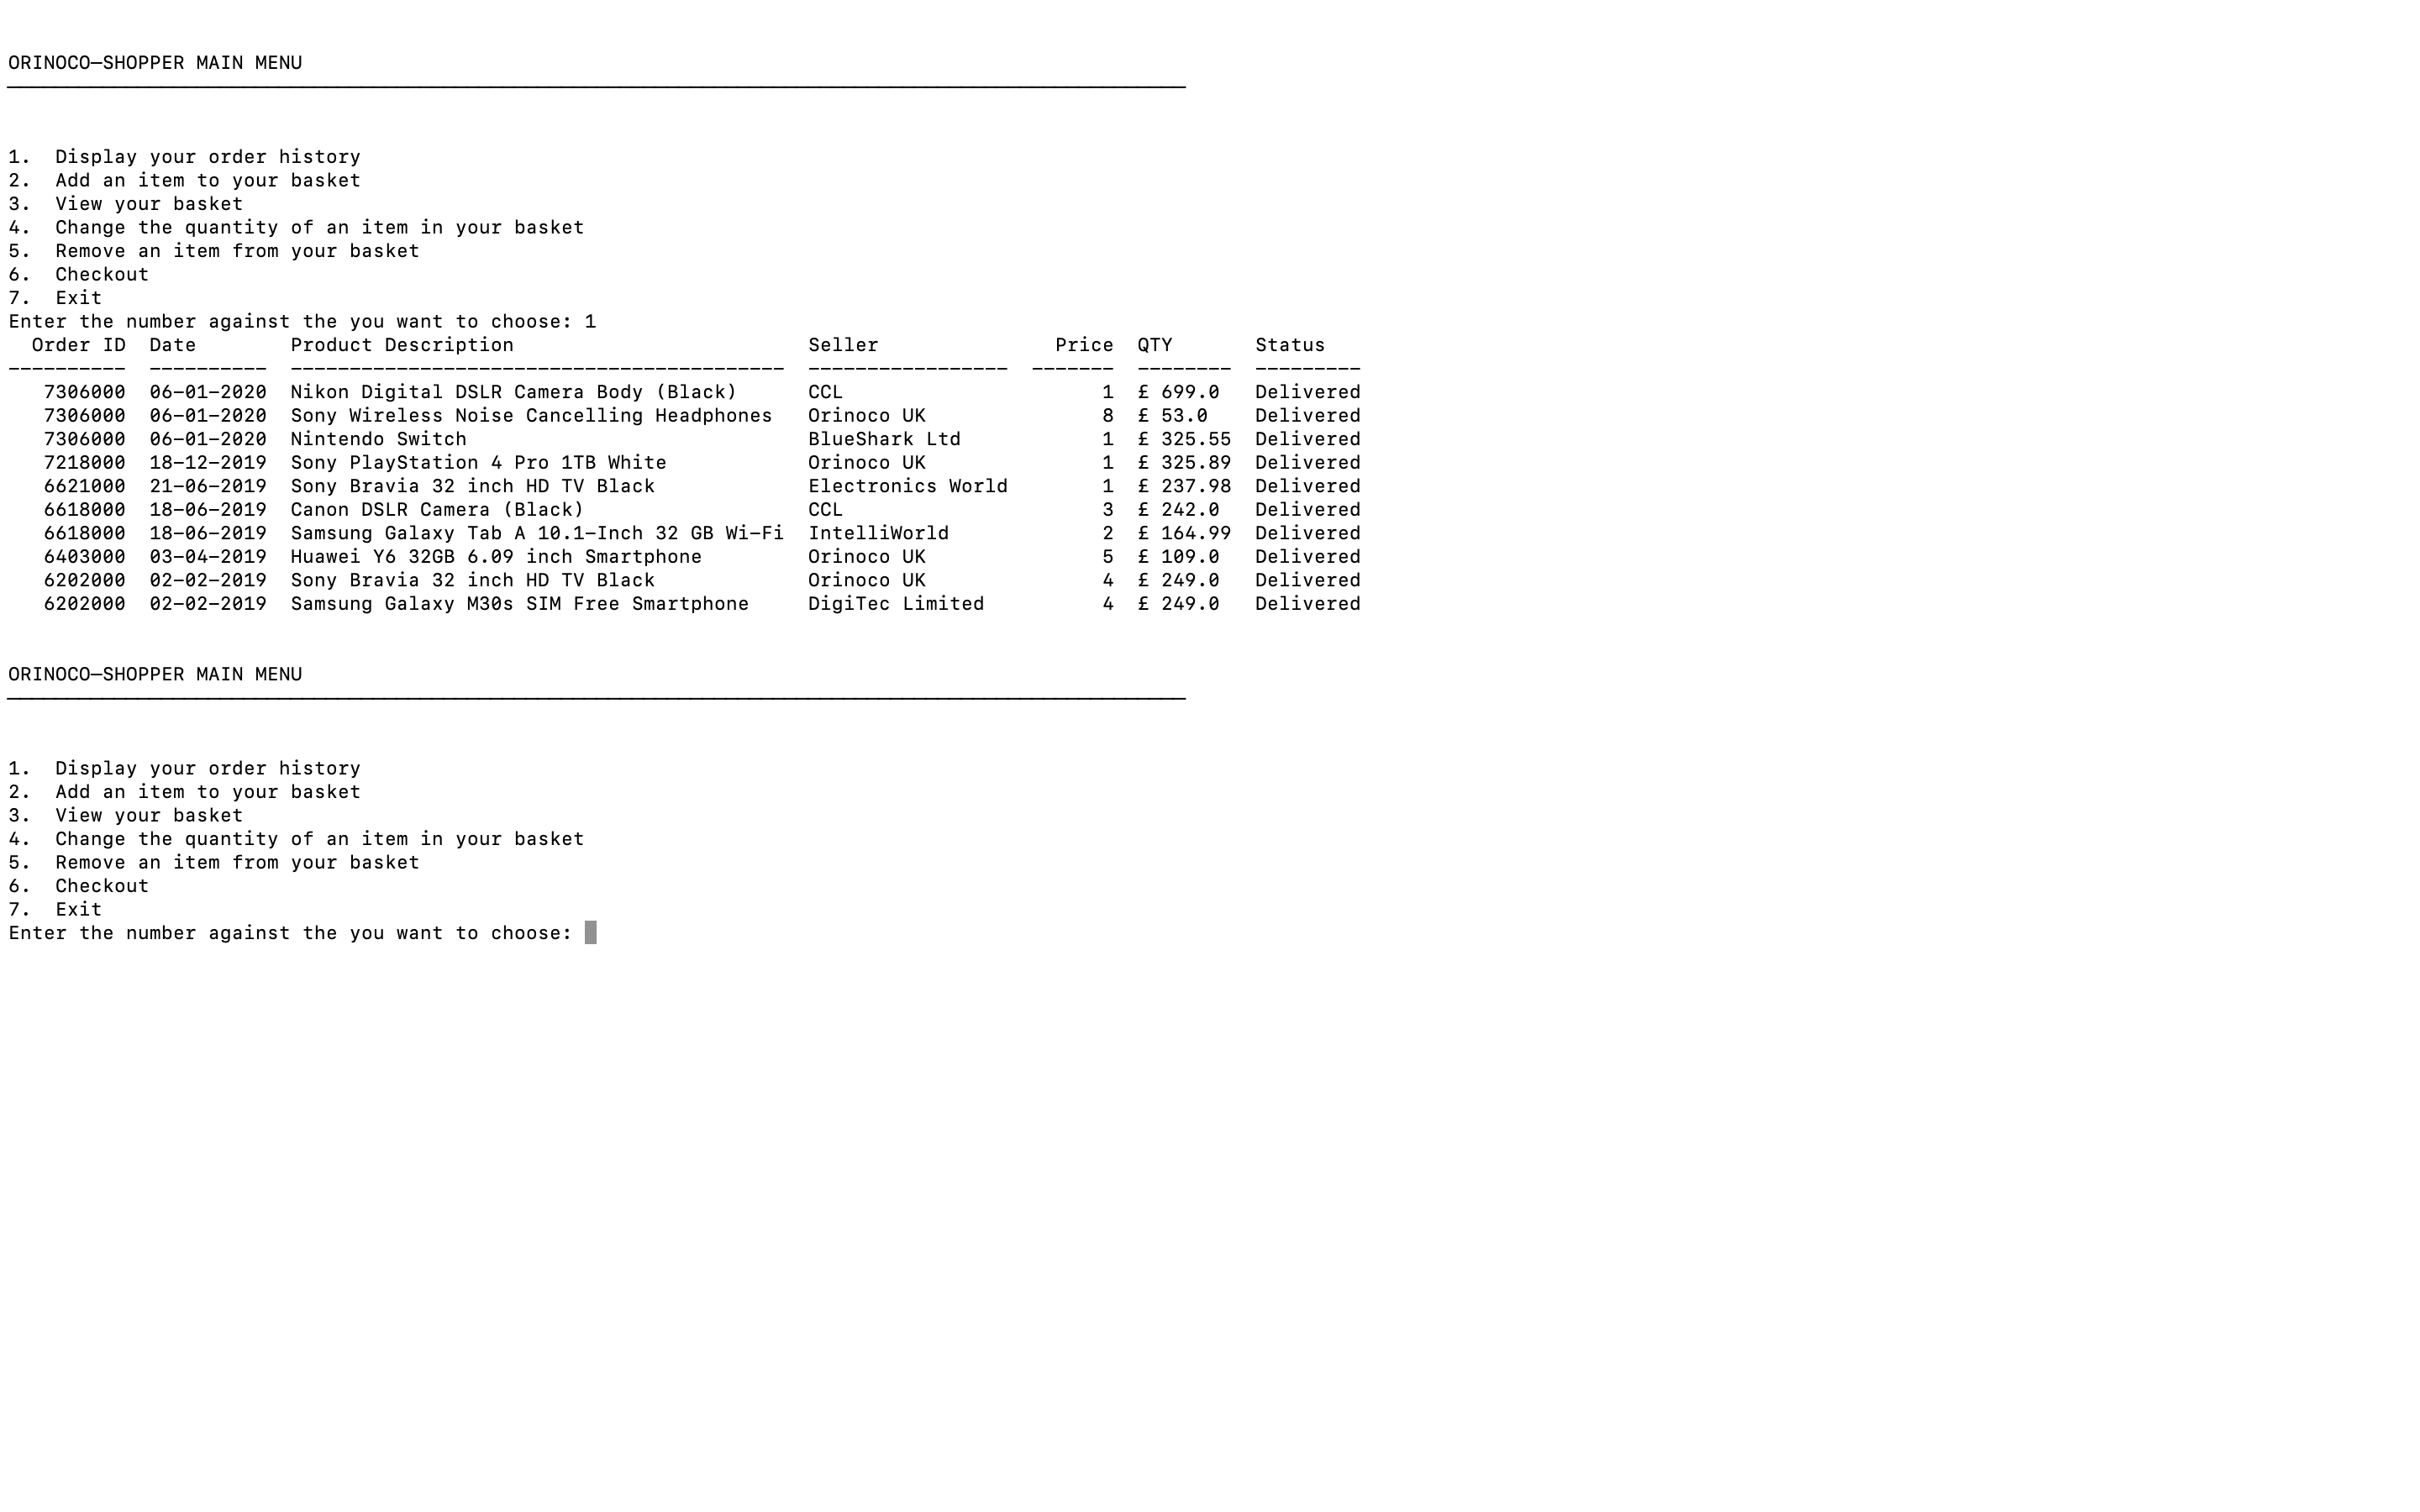 ORINOCO—SHOPPER MAIN MENU
————————————————————————————————————————————————————————————————————————————————————————————————————
1.  Display your order history
2.  Add an item to your basket
3.  View your basket
4.  Change the quantity of an item in your basket
5.  Remove an item from your basket
6.  Checkout
7.  Exit
Enter the number against the you want to choose: 1
  Order ID  Date        Product Description                         Seller               Price  QTY       Status
----------  ----------  ------------------------------------------  -----------------  -------  --------  ---------
   7306000  06-01-2020  Nikon Digital DSLR Camera Body (Black)      CCL                      1  £ 699.0   Delivered
   7306000  06-01-2020  Sony Wireless Noise Cancelling Headphones   Orinoco UK               8  £ 53.0    Delivered
   7306000  06-01-2020  Nintendo Switch                             BlueShark Ltd            1  £ 325.55  Delivered
   7218000  18-12-2019  Sony PlayStation 4 Pro 1TB White            Orinoco UK               1  £ 325.89  Delivered
   6621000  21-06-2019  Sony Bravia 32 inch HD TV Black             Electronics World        1  £ 237.98  Delivered
   6618000  18-06-2019  Canon DSLR Camera (Black)                   CCL                      3  £ 242.0   Delivered
   6618000  18-06-2019  Samsung Galaxy Tab A 10.1-Inch 32 GB Wi-Fi  IntelliWorld             2  £ 164.99  Delivered
   6403000  03-04-2019  Huawei Y6 32GB 6.09 inch Smartphone         Orinoco UK               5  £ 109.0   Delivered
   6202000  02-02-2019  Sony Bravia 32 inch HD TV Black             Orinoco UK               4  £ 249.0   Delivered
   6202000  02-02-2019  Samsung Galaxy M30s SIM Free Smartphone     DigiTec Limited          4  £ 249.0   Delivered
ORINOCO—SHOPPER MAIN MENU
————————————————————————————————————————————————————————————————————————————————————————————————————
1.  Display your order history
2.  Add an item to your basket
3.  View your basket
4.  Change the quantity of an item in your basket
5.  Remove an item from your basket
6.  Checkout
7.  Exit
Enter the number against the you want to choose: